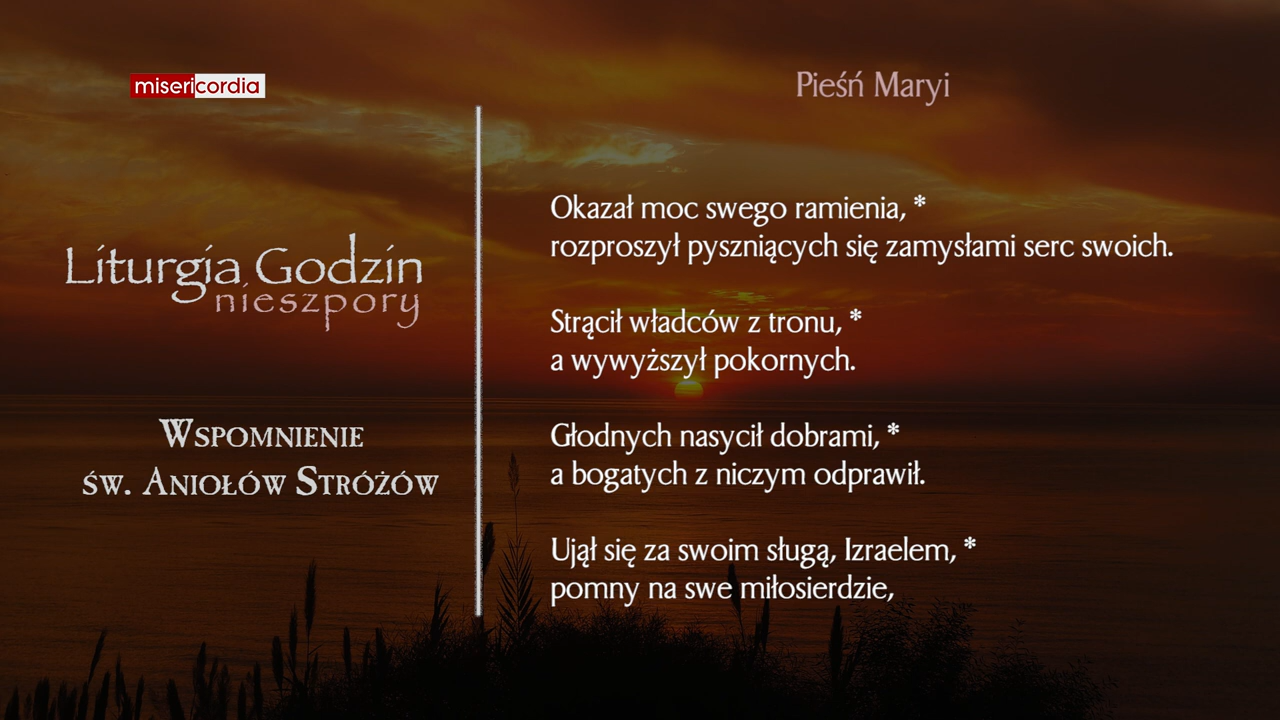 misericordia
Pieśń Maryi
Liturgia Godzin
nieszpory
Wspomnienie
św. Aniołów Stróżów
Okazał moc swego ramienia, *
rozproszył pyszniących się zamysłami serc swoich.
Strącił władców z tronu, *
a wywyższył pokornych.
Głodnych nasycił dobrami, *
a bogatych z niczym odprawił.
Ujął się za swoim sługą, Izraelem, *
pomny na swe miłosierdzie,